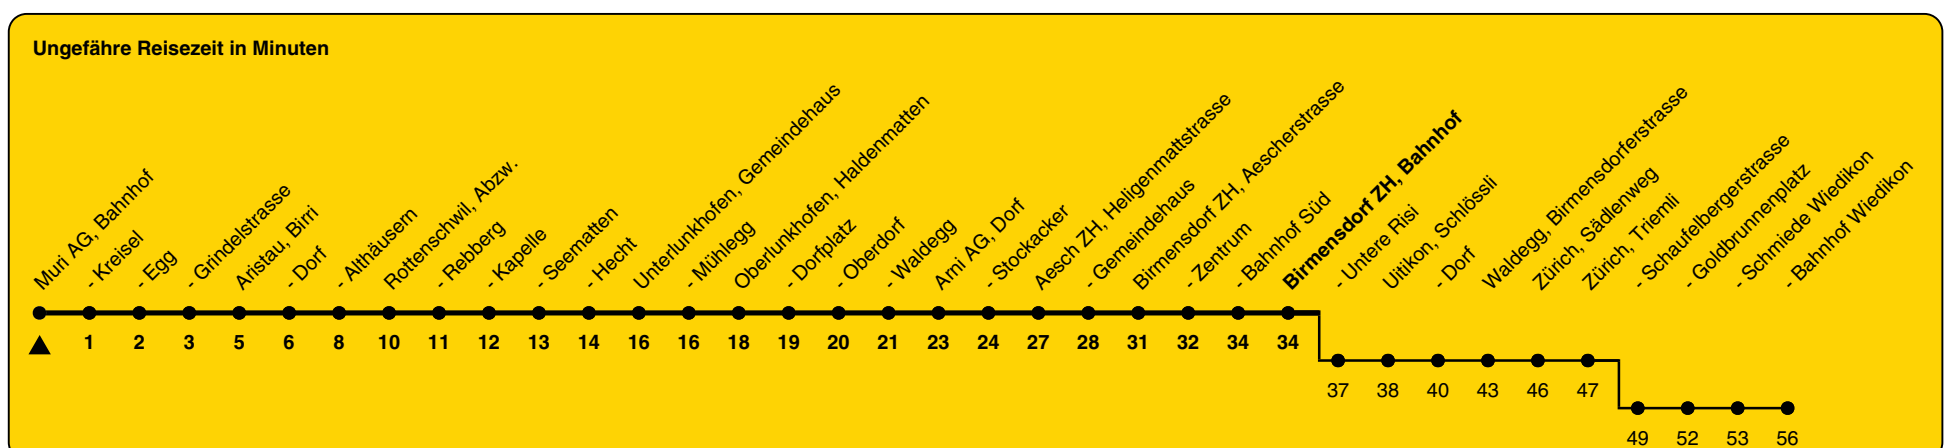 Ungefähre Reisezeit in Minuten
Muri AG, Bahnhof
- Kreisel
- Egg
- Grindelstrasse
Aristau, Birri
- Dorf
- Althäusern
Rottenschwil, Abzw.
- Rebberg
- Kapelle
- Seematten
- Hecht
Unterlunkhofen, Gemeindehaus
- Mühlegg
Oberlunkhofen, Haldenmatten
- Dorfplatz
- Oberdorf
- Waldegg
Arni AG, Dorf
- Stockacker
Aesch ZH, Heligenmattstrasse
- Gemeindehaus
Birmensdorf ZH, Aescherstrasse
- Zentrum
- Bahnhof Süd
Birmensdorf ZH, Bahnhof
- Untere Risi
Uitikon, Schlössli
- Dorf
Waldegg, Birmensdorferstrasse
Zürich, Sädlenweg
Zürich, Triemli
- Schaufelbergerstrasse
- Goldbrunnenplatz
- Schmiede Wiedikon
- Bahnhof Wiedikon
1 2 3 5 6 8 10 11 12 13 14 16 16 18 19 20 21 23 24 27 28 31 32 34 34
37 38 40 43 46 47
49 52 53 56